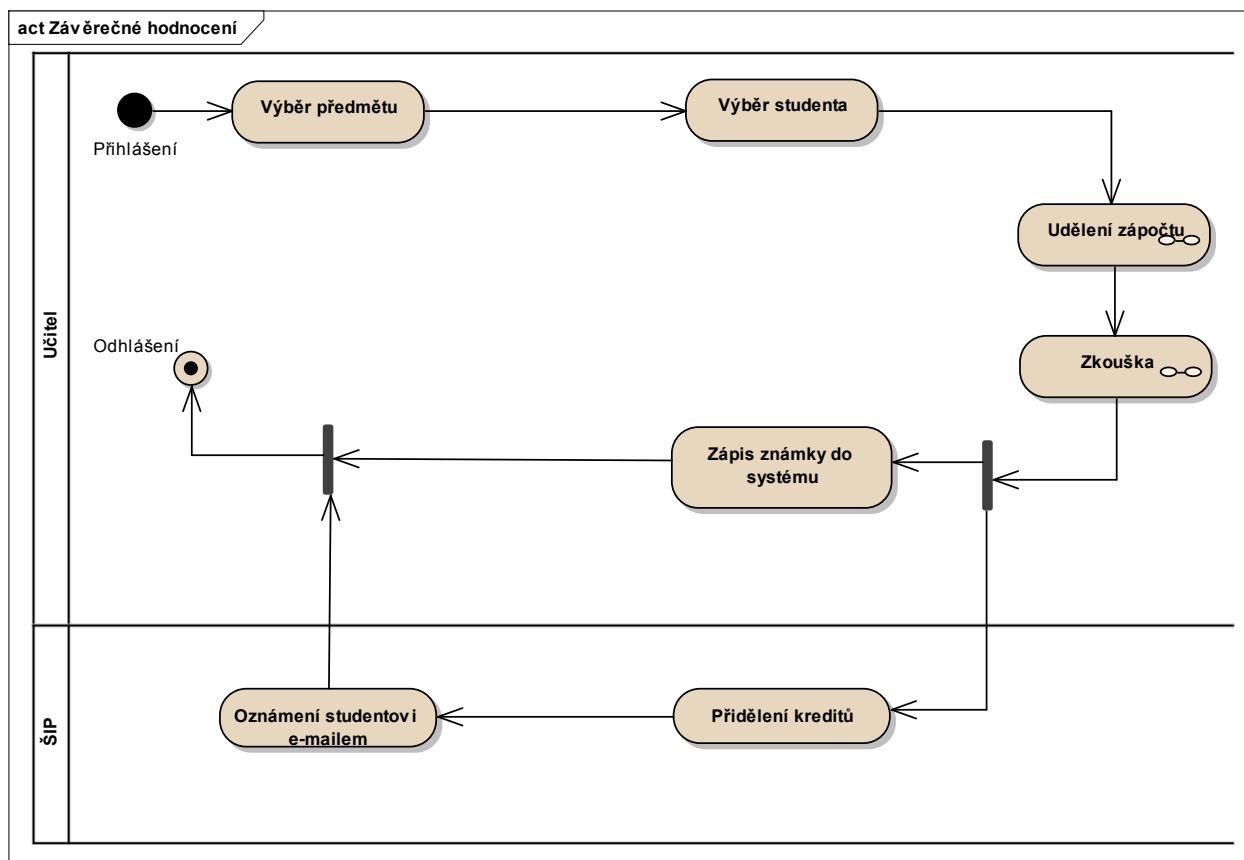 act Závěrečné hodnocení
Učitel
Výběr předmětu
Výběr studenta
Přihlášení
Udělení zápočtu
Odhlášení
Zkouška
Zápis známky do
systému
ŠIP
Oznámení studentovi
e-mailem
Přidělení kreditů